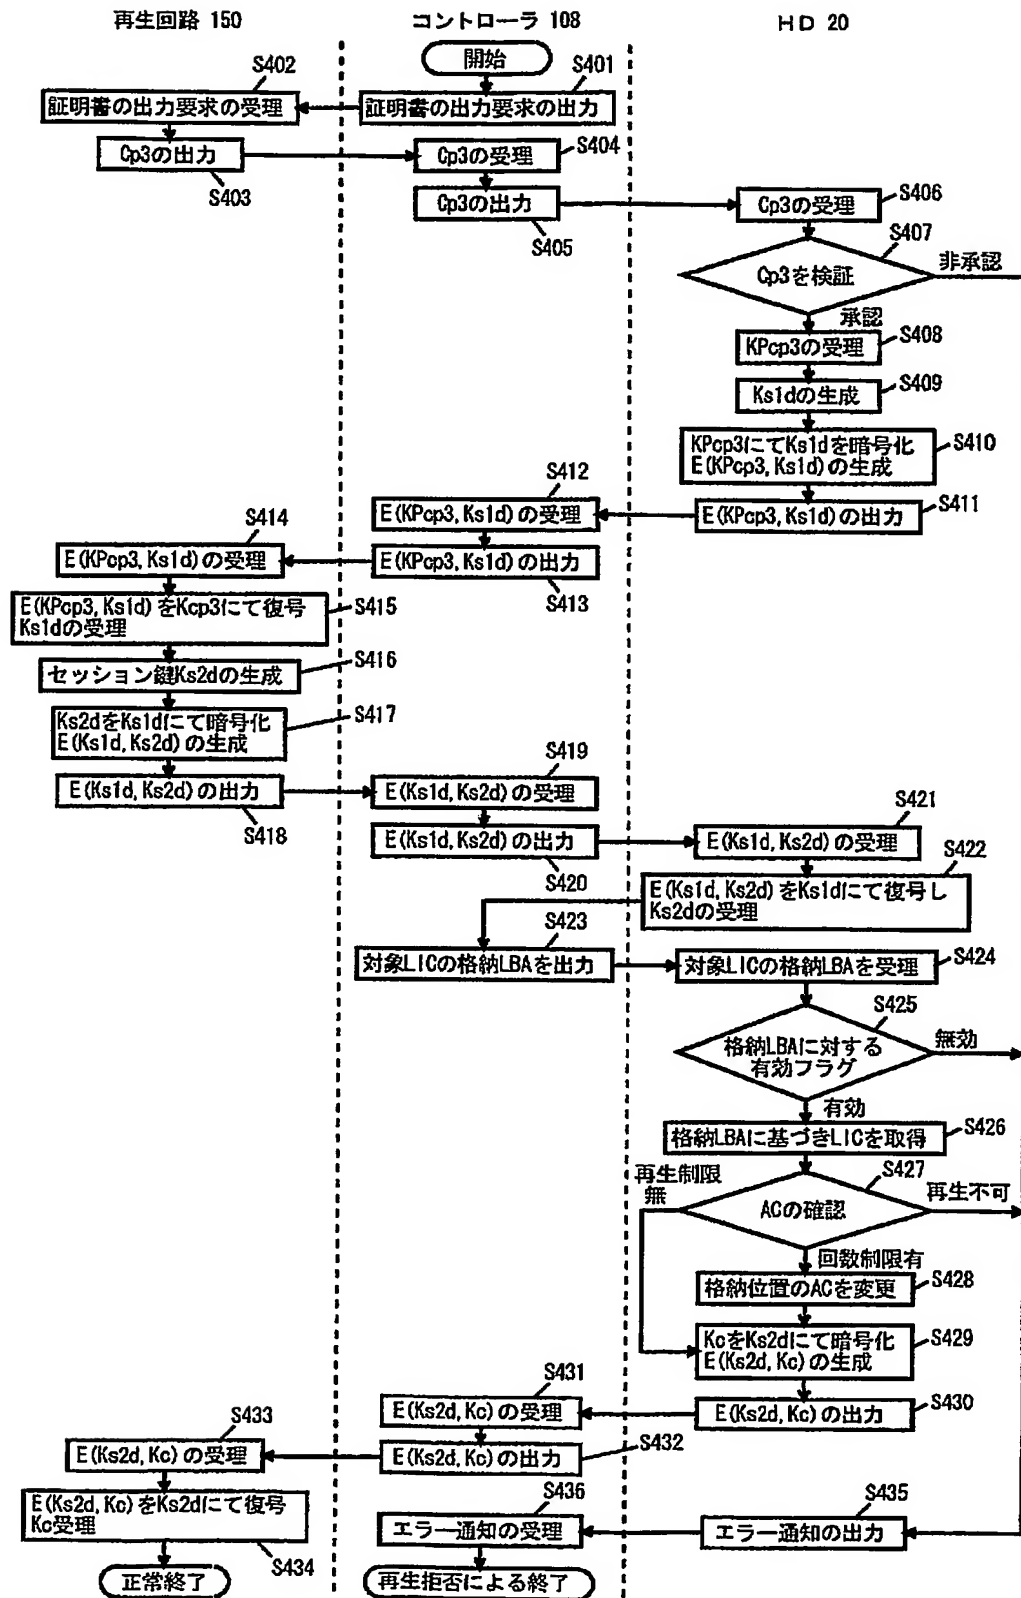 再生回路 150
コントローラ 108
HD 20
開始
S401
証明書の出力要求の出力
S402
証明書の出力要求の受理
Cp3の出力
S403
Cp3の受理
S404
Cp3の出力
S405
Cp3の受理
S406
S407
Cp3を検証
非承認
承認
KPcp3の受理
S408
Ks1dの生成
S409
KPcp3にてKs1dを暗号化
E(KPcp3, Ks1d)の生成
S410
E(KPcp3, Ks1d)の出力
S411
S412
E(KPcp3, Ks1d)の受理
E(KPcp3, Ks1d)の出力
S413
S414
E(KPcp3, Ks1d)の受理
E(KPcp3, Ks1d)をKcp3にて復号
Ks1dの受理
S415
セッション鍵Ks2dの生成
S416
Ks2dをKs1dにて暗号化
E(Ks1d, Ks2d)の生成
S417
E(Ks1d, Ks2d)の出力
S418
S419
E(Ks1d, Ks2d)の受理
E(Ks1d, Ks2d)の出力
S420
S421
E(Ks1d, Ks2d)の受理
S422
E(Ks1d, Ks2d)をKs1dにて復号し
Ks2dの受理
S423
対象LICの格納LBAを出力
対象LICの格納LBAを受理
S424
S425
格納LBAに対する
有効フラグ
無効
有効
格納LBAに基づきLICを取得
S426
S427
再生制限
無
ACの確認
再生不可
回数制限有
格納位置のACを変更
S428
KcをKs2dにて暗号化
E(Ks2d, Kc)の生成
S429
E(Ks2d, Kc)の出力
S430
S431
E(Ks2d, Kc)の受理
E(Ks2d, Kc)の出力
S432
S433
E(Ks2d, Kc)の受理
E(Ks2d, Kc)をKs2dにて復号
Kc受理
S434
正常終了
S435
エラー通知の出力
S436
エラー通知の受理
再生拒否による終了